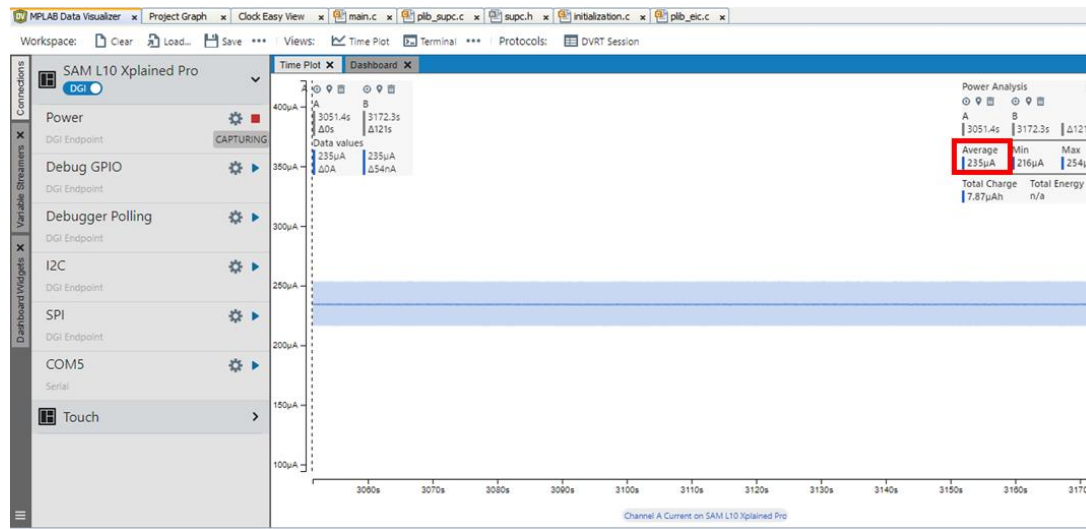 MPLAB Data Visualizer x Project Graph x Clock Easy View x main.c x plib_supc.c x supc.h x initialization.c x plib_eic.c x
Workspace: Clear Load... Save ••• Views: Time Plot Terminal ••• Protocols: DVRT Session
Connections
Variable Streamers x
Dashboard Widgets x
SAM L10 Xplained Pro
DGI
Power
DGI Endpoint
CAPTURING
Debug GPIO
DGI Endpoint
Debugger Polling
DGI Endpoint
I2C
DGI Endpoint
SPI
DGI Endpoint
COM5
Serial
Touch
Time Plot X Dashboard X
A B
3051.4s 3172.3s
Δ0s Δ121s
Data values
235µA 235µA
Δ0A Δ54nA
Power Analysis
A B
3051.4s 3172.3s Δ121
Average Min Max
235µA 216µA 254µ
Total Charge Total Energy
7.87µAh n/a
400µA
350µA
300µA
250µA
200µA
150µA
100µA
3060s 3070s 3080s 3090s 3100s 3110s 3120s 3130s 3140s 3150s 3160s 3170
Channel A Current on SAM L10 Xplained Pro